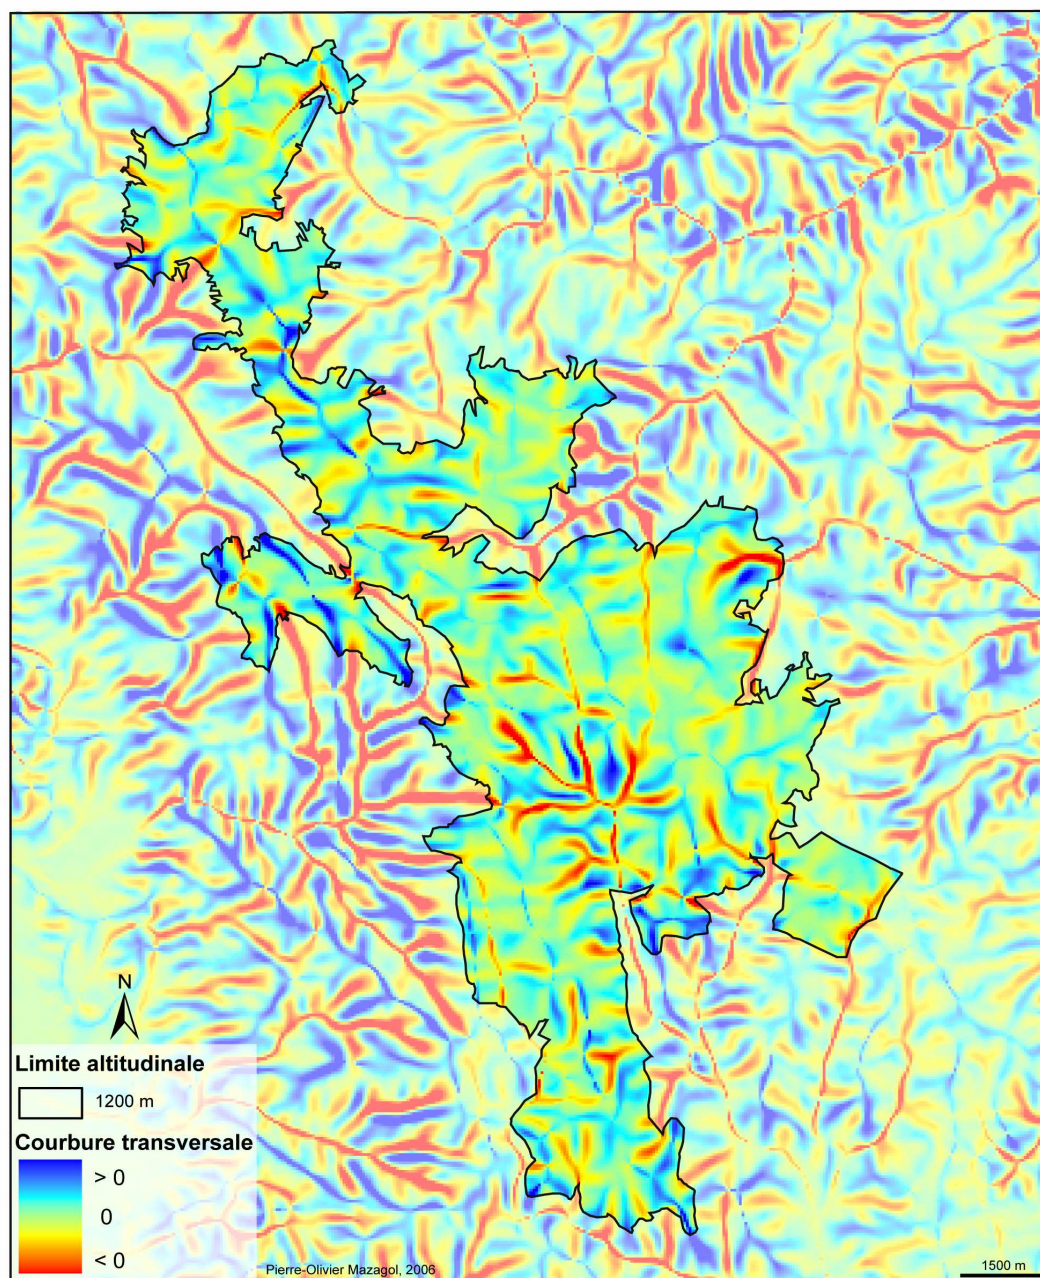 N
Limite altitudinale
1200 m
Courbure transversale
> 0
0
< 0
Pierre-Olivier Mazagol, 2006
1500 m